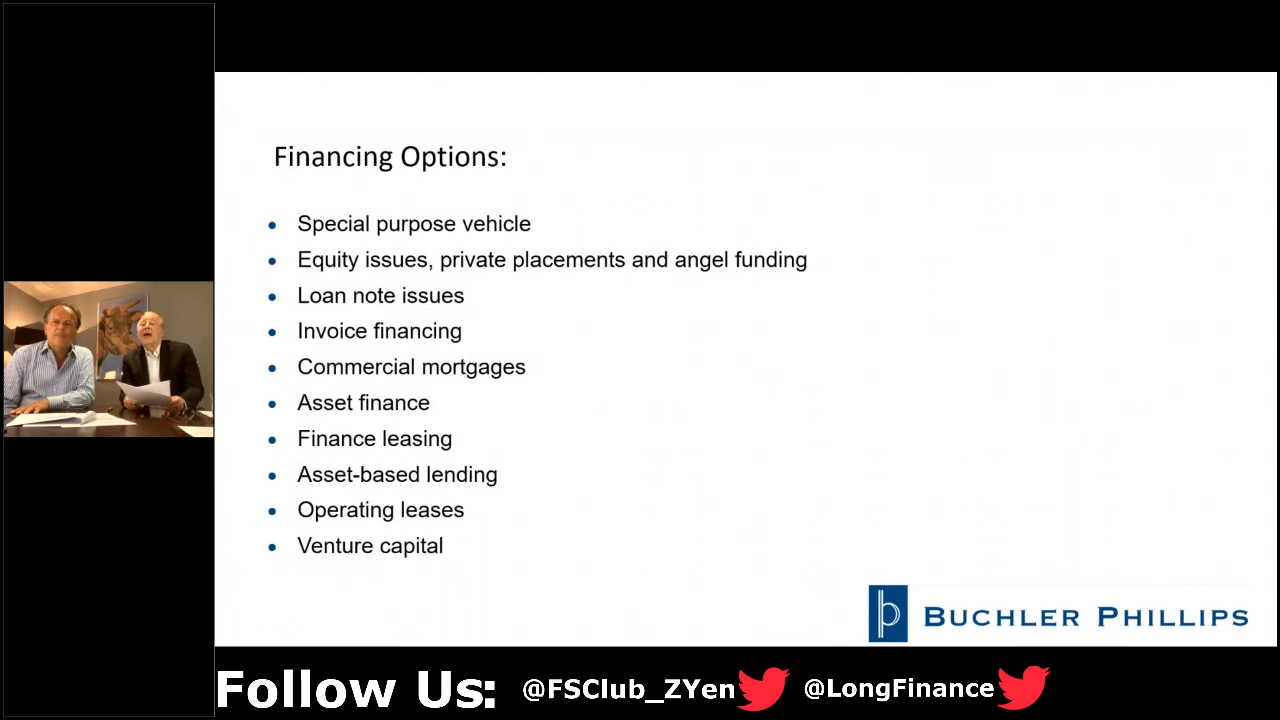 Financing Options:
Special purpose vehicle
Equity issues, private placements and angel funding
Loan note issues
Invoice financing
Commercial mortgages
Asset finance
Finance leasing
Asset-based lending
Operating leases
Venture capital
BUCHLER PHILLIPS
Follow Us: @FSClub_ZYen @LongFinance